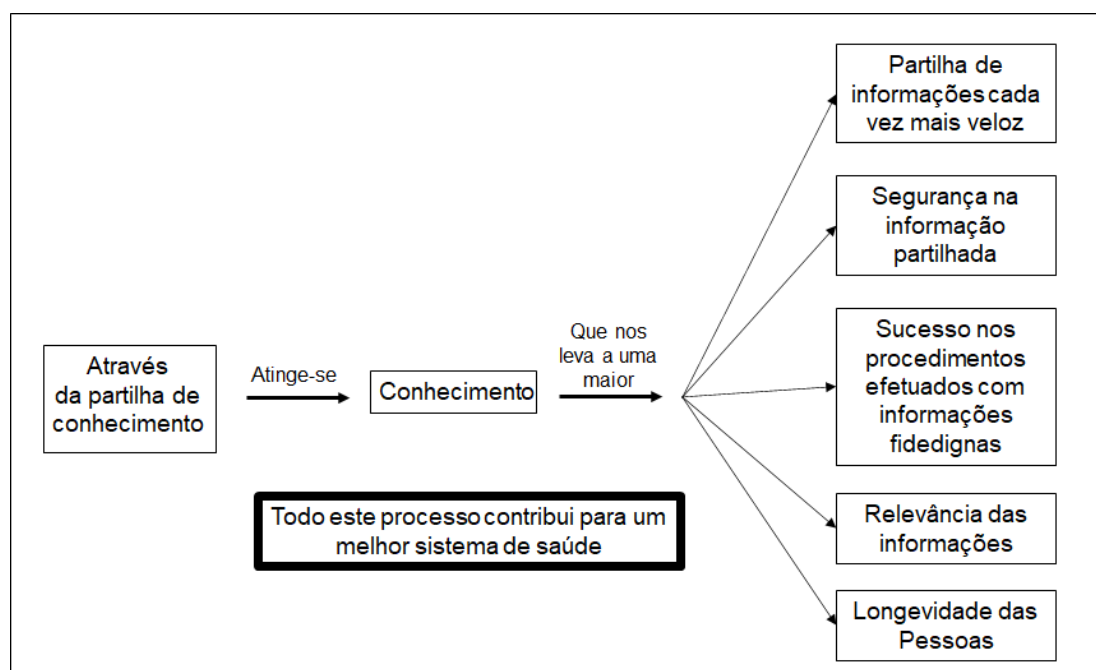 Através
da partilha de
conhecimento
Atinge-se
Conhecimento
Que nos
leva a uma
maior
Partilha de
informações cada
vez mais veloz
Segurança na
informação
partilhada
Sucesso nos
procedimentos
efetuados com
informações
fidedignas
Relevância das
informações
Longevidade das
Pessoas
Todo este processo contribui para um
melhor sistema de saúde